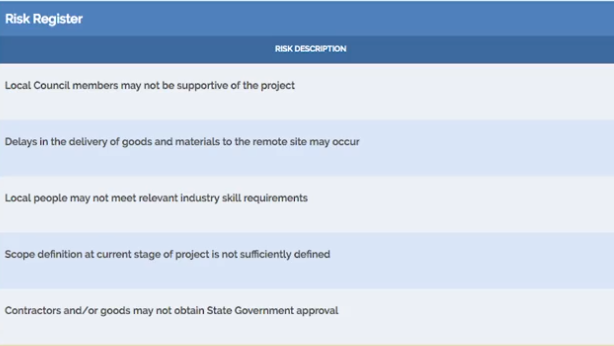 Risk Register
RISK DESCRIPTION
Local Council members may not be supportive of the project
Delays in the delivery of goods and materials to the remote site may occur
Local people may not meet relevant industry skill requirements
Scope definition at current stage of project is not sufficiently defined
Contractors and/or goods may not obtain State Government approval